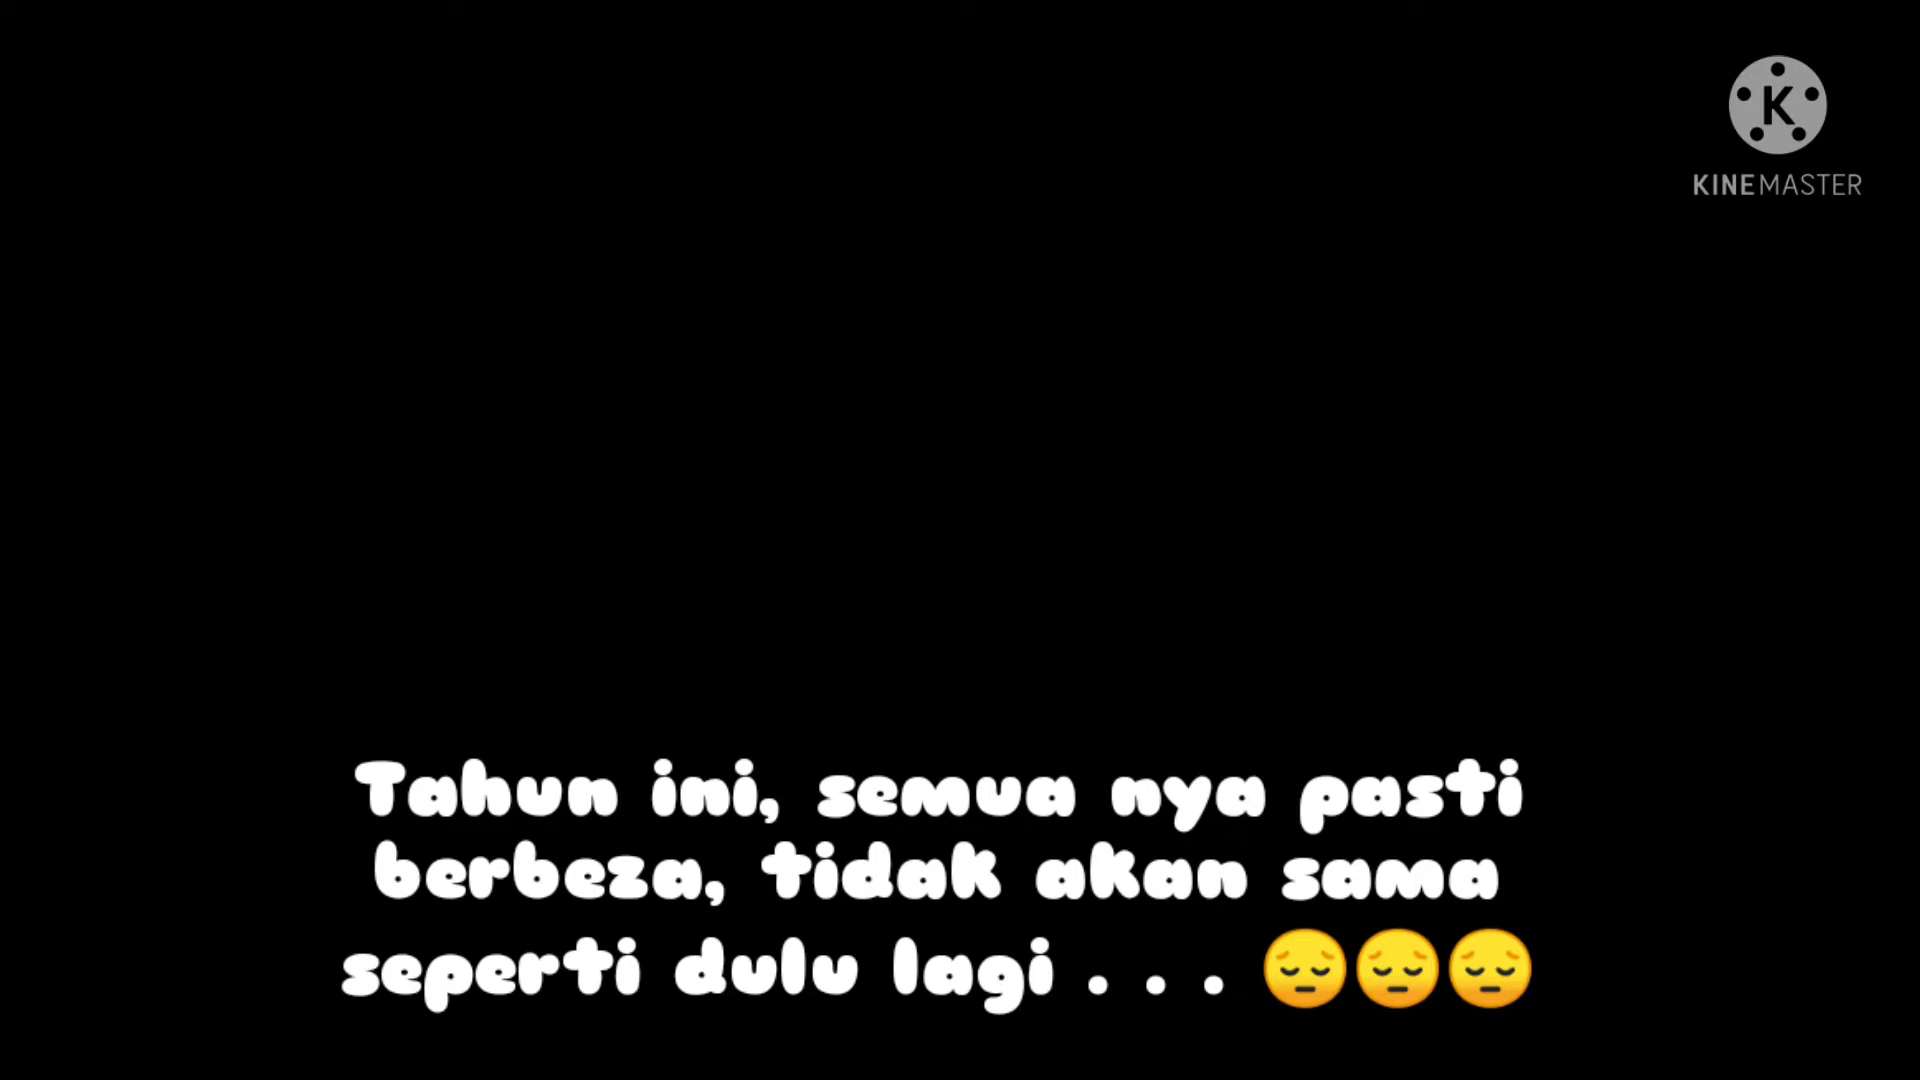 K
KINEMASTER
Tahun ini, semua nya pasti
berbeza, tidak akan sama
seperti dulu lagi . . . 😔😔😔